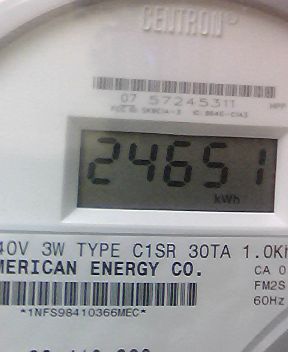 CENTRON
07 57245311
24651
kWh
40V 3W TYPE C1SR 30TA 1.0Kh
MERICAN ENERGY CO.
CA 0
FM2S
60Hz
*1NFS98410366MEC*